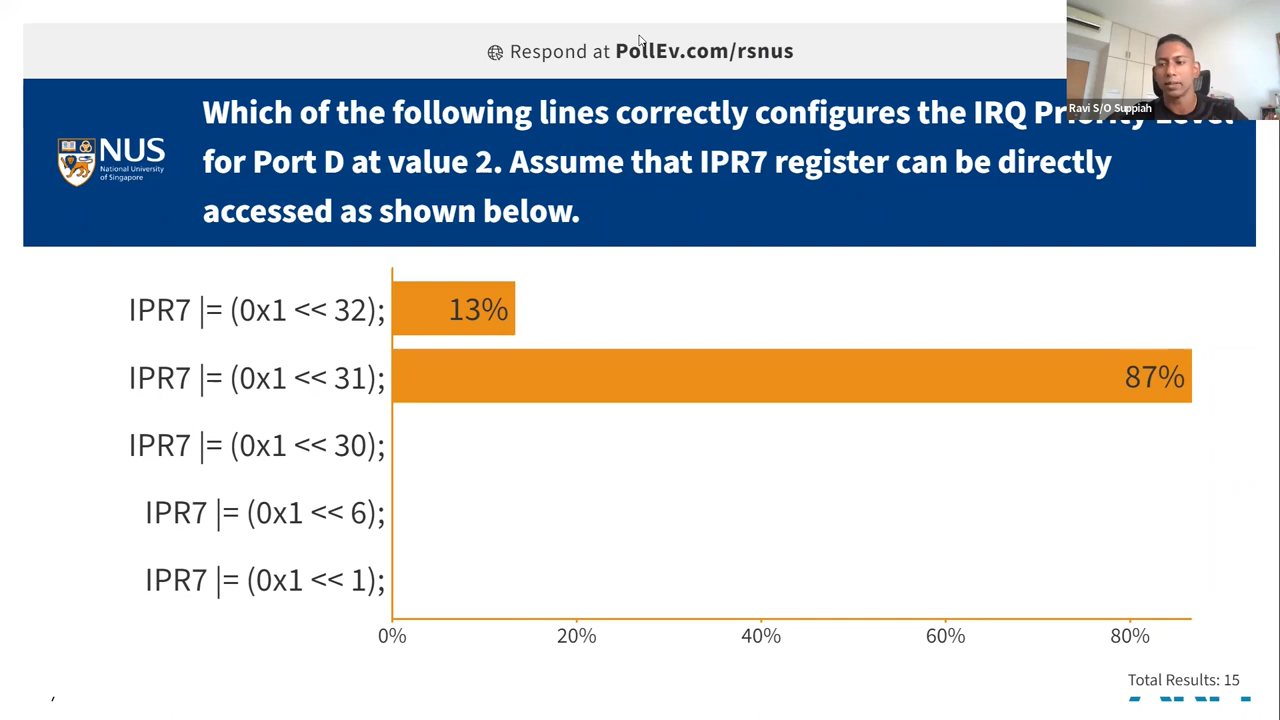 Respond at PollEv.com/rsnus
Ravi S/O Suppiah
NUS
National University
of Singapore
Which of the following lines correctly configures the IRQ Priority Level
for Port D at value 2. Assume that IPR7 register can be directly
accessed as shown below.
IPR7 |= (0x1 << 32);
13%
IPR7 |= (0x1 << 31);
87%
IPR7 |= (0x1 << 30);
IPR7 |= (0x1 << 6);
IPR7 |= (0x1 << 1);
0% 20% 40% 60% 80%
Total Results: 15